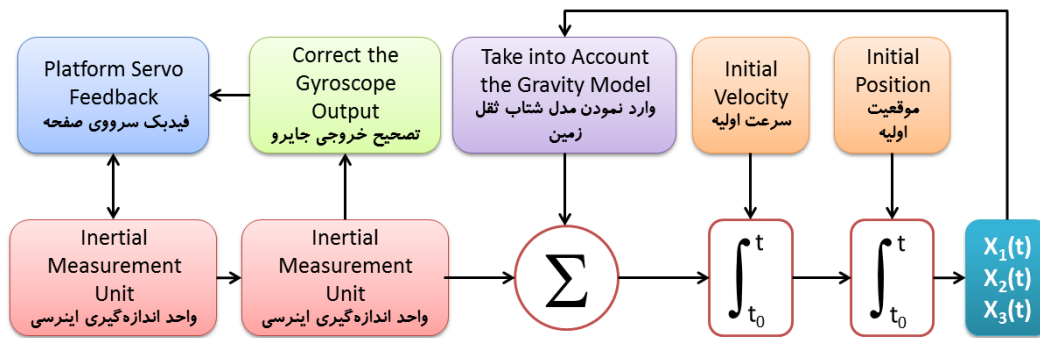 Platform Servo
Feedback
فیدبک سرووی صفحه
Correct the
Gyroscope
Output
تصحیح خروجی جایرو
Take into Account
the Gravity Model
وارد نمودن مدل شتاب ثقل
زمین
Initial
Velocity
سرعت اولیه
Initial
Position
موقعیت
اولیه
Inertial
Measurement
Unit
واحد اندازه‌گیری اینرسی
Inertial
Measurement
Unit
واحد اندازه‌گیری اینرسی
Σ
∫ t t₀
∫ t t₀
X₁(t)
X₂(t)
X₃(t)